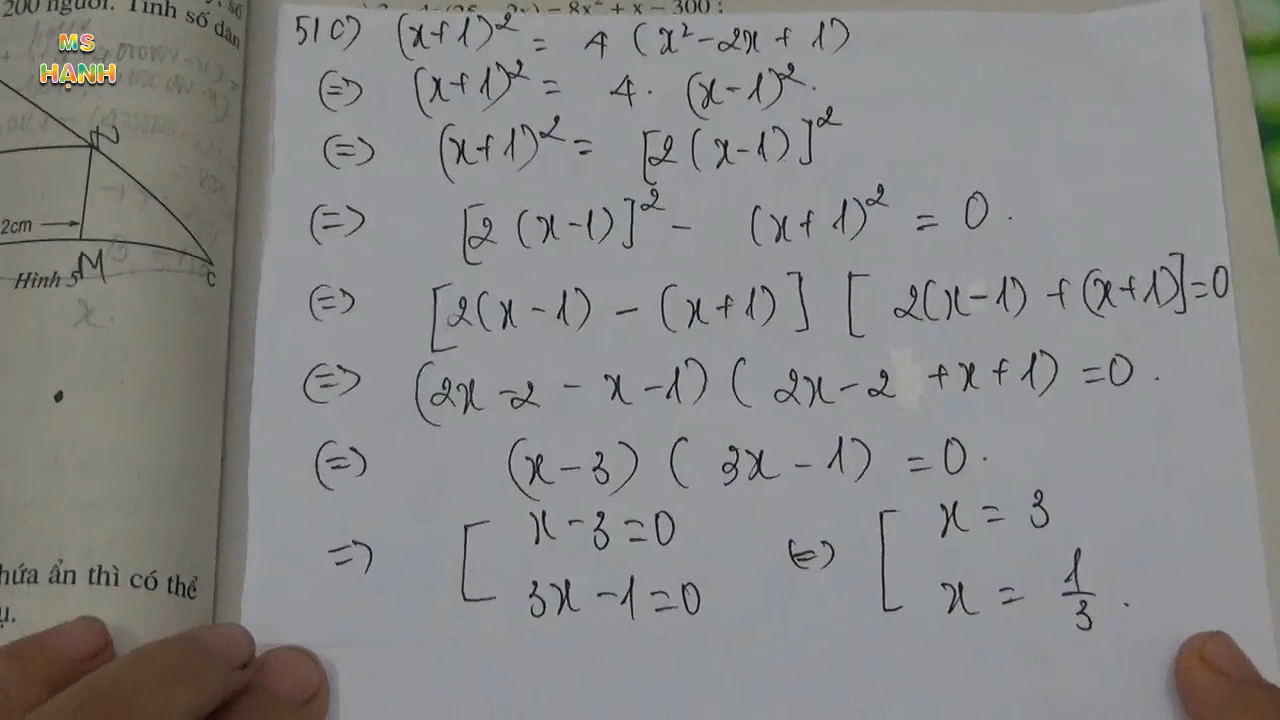 200 người. Tính số dân
8x² + x − 300 :
MS
HẠNH
51c) (x+1)² = 4 (x² − 2x + 1)
(=) (x+1)² = 4. (x−1)².
(=) (x+1)² = [2(x−1)]²
(=) [2(x−1)]² − (x+1)² = 0.
(=) [2(x−1) − (x+1)] [2(x−1) + (x+1)] = 0
(=) (2x −2 − x −1) (2x−2 +x+1) = 0.
(=) (x−3) (3x−1) = 0.
=) [ x−3=0 (=) [ x = 3
3x−1=0 x = 1/3.
N
2cm
M
C
Hình 5
x.
hứa ẩn thì có thể
ụ.